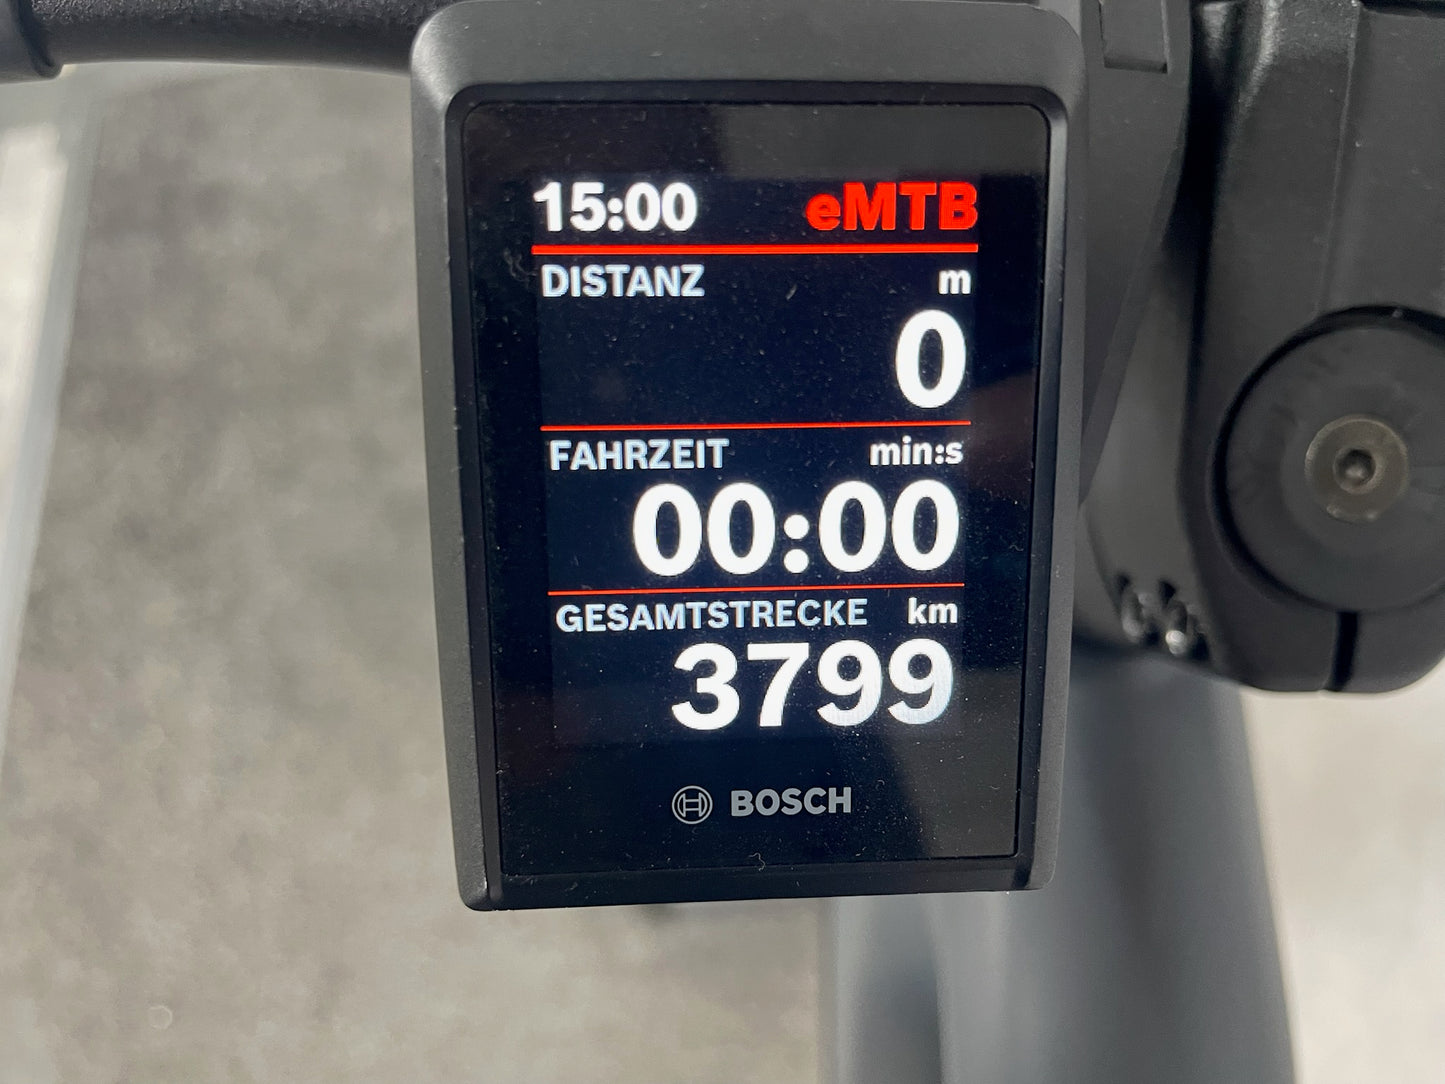 15:00 eMTB
DISTANZ m
0
FAHRZEIT min:s
00:00
GESAMTSTRECKE km
3799
BOSCH